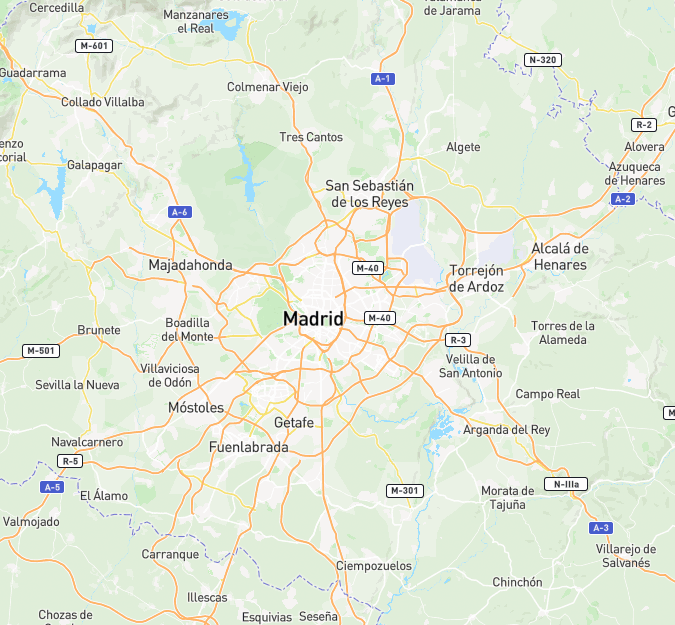 Cercedilla
Manzanares
el Real
de Jarama
M-601
N-320
Guadarrama
A-1
Colmenar Viejo
Collado Villalba
R-2
Tres Cantos
Algete
Alovera
Galapagar
Azuqueca
de Henares
San Sebastián
de los Reyes
A-2
A-6
Alcalá de
Henares
Majadahonda
M-40
Torrejón
de Ardoz
Madrid
M-40
Boadilla
del Monte
Brunete
Torres de la
Alameda
R-3
M-501
Velilla de
San Antonio
Villaviciosa
de Odón
Sevilla la Nueva
Campo Real
Móstoles
Getafe
Arganda del Rey
Navalcarnero
Fuenlabrada
R-5
A-5
M-301
N-IIIa
El Álamo
Morata de
Tajuña
Valmojado
A-3
Carranque
Villarejo de
Salvanés
Ciempozuelos
Chinchón
Illescas
Chozas de
Esquivias
Seseña